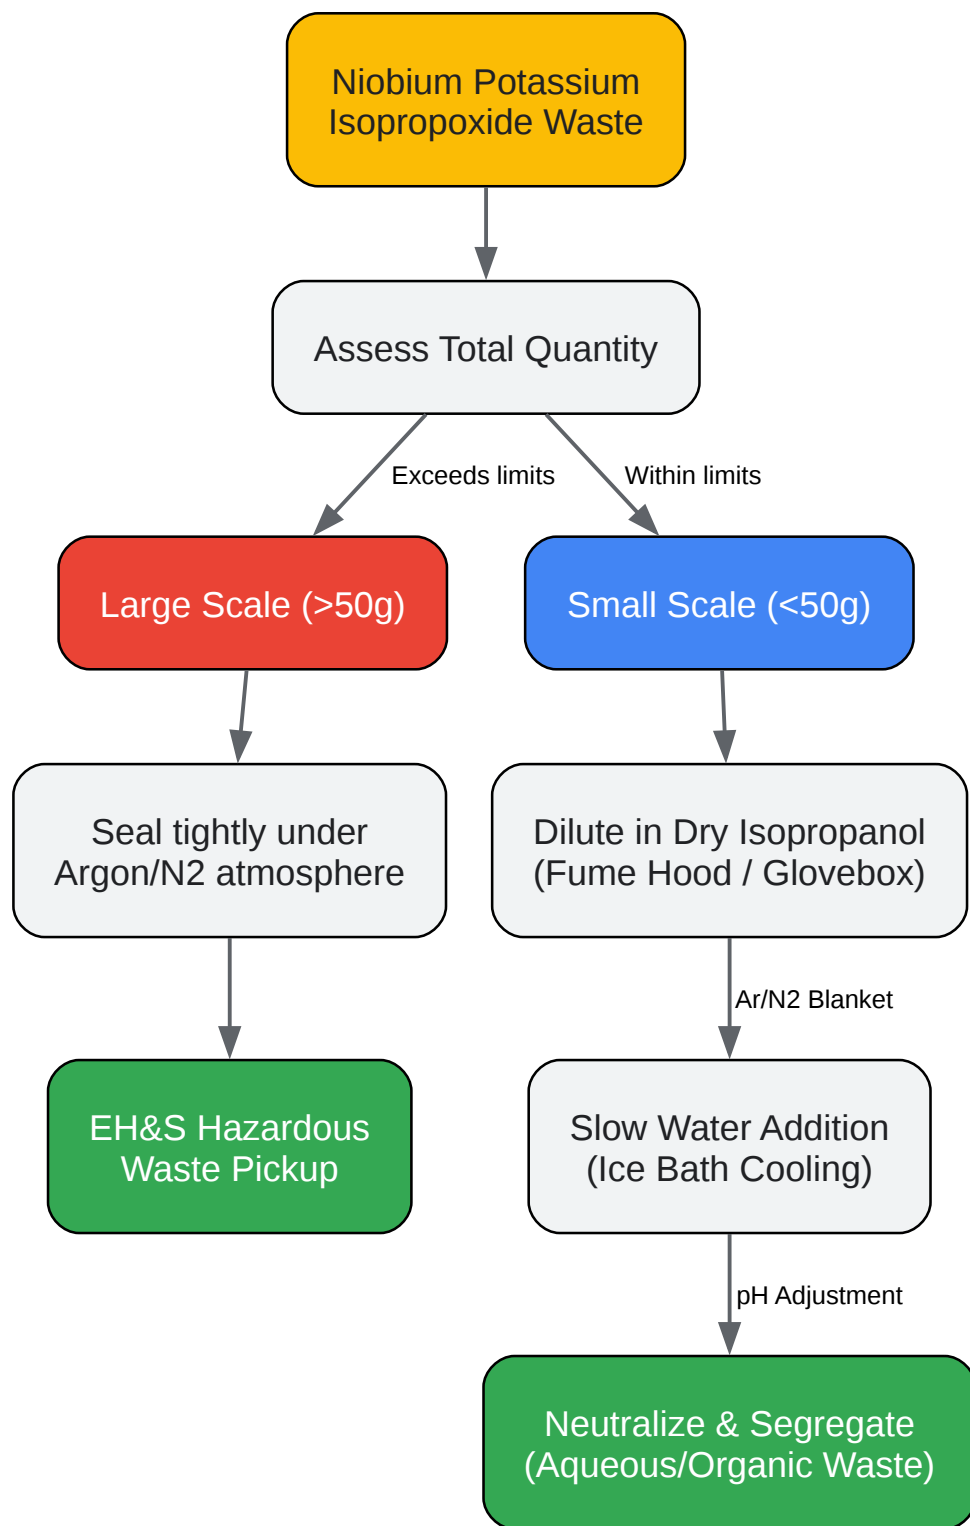 Niobium Potassium
Isopropoxide Waste
Assess Total Quantity
Exceeds limits
Within limits
Large Scale (>50g)
Small Scale (<50g)
Seal tightly under
Argon/N2 atmosphere
Dilute in Dry Isopropanol
(Fume Hood / Glovebox)
Ar/N2 Blanket
EH&S Hazardous
Waste Pickup
Slow Water Addition
(Ice Bath Cooling)
pH Adjustment
Neutralize & Segregate
(Aqueous/Organic Waste)